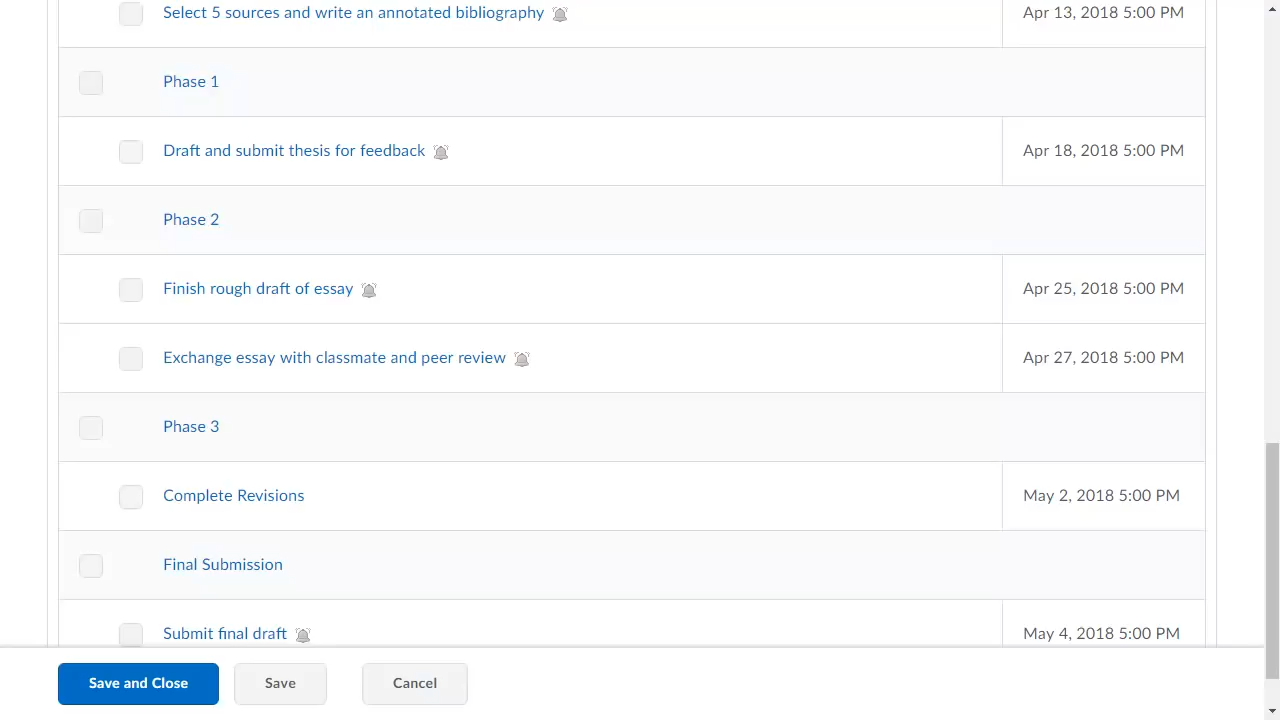 Select 5 sources and write an annotated bibliography Apr 13, 2018 5:00 PM
Phase 1
Draft and submit thesis for feedback Apr 18, 2018 5:00 PM
Phase 2
Finish rough draft of essay Apr 25, 2018 5:00 PM
Exchange essay with classmate and peer review Apr 27, 2018 5:00 PM
Phase 3
Complete Revisions May 2, 2018 5:00 PM
Final Submission
Submit final draft May 4, 2018 5:00 PM
Save and Close Save Cancel